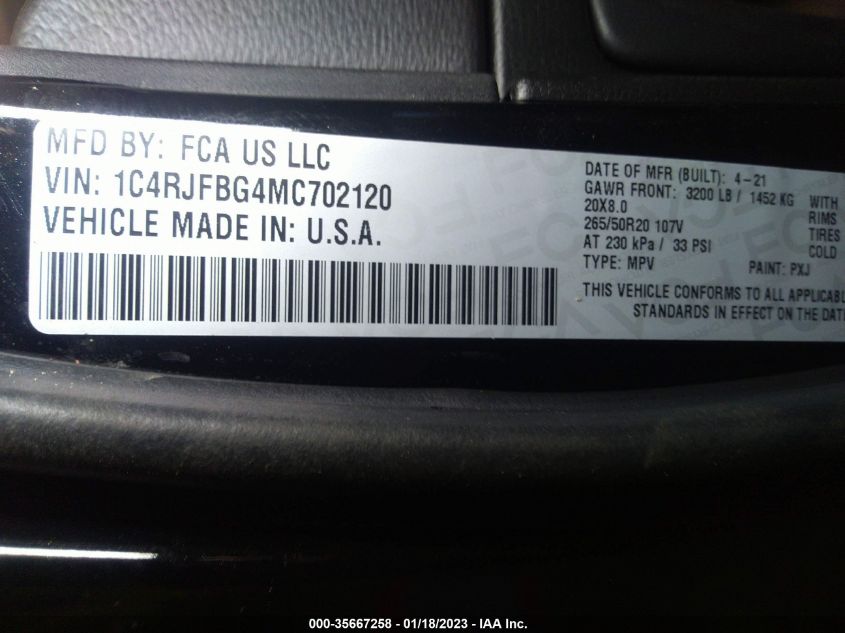 MFD BY: FCA US LLC
VIN: 1C4RJFBG4MC702120
VEHICLE MADE IN: U.S.A.
DATE OF MFR (BUILT): 4-21
GAWR FRONT: 3200 LB / 1452 KG WITH
20X8.0 RIMS
265/50R20 107V TIRES
AT 230 kPa / 33 PSI COLD
TYPE: MPV PAINT: PXJ
THIS VEHICLE CONFORMS TO ALL APPLICABL
STANDARDS IN EFFECT ON THE DAT
000-35667258 - 01/18/2023 - IAA Inc.